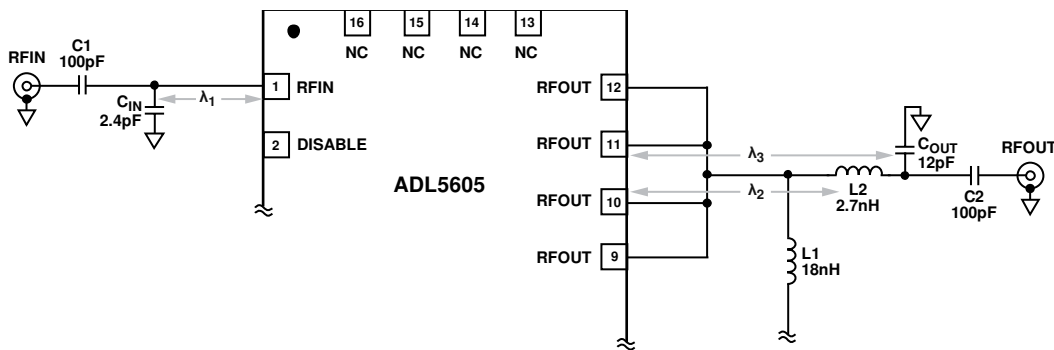 16
15
14
13
NC
NC
NC
NC
C1
100pF
RFIN
CIN
2.4pF
λ1
1
RFIN
2
DISABLE
ADL5605
RFOUT
12
RFOUT
11
RFOUT
10
RFOUT
9
λ3
λ2
L2
2.7nH
COUT
12pF
C2
100pF
RFOUT
L1
18nH